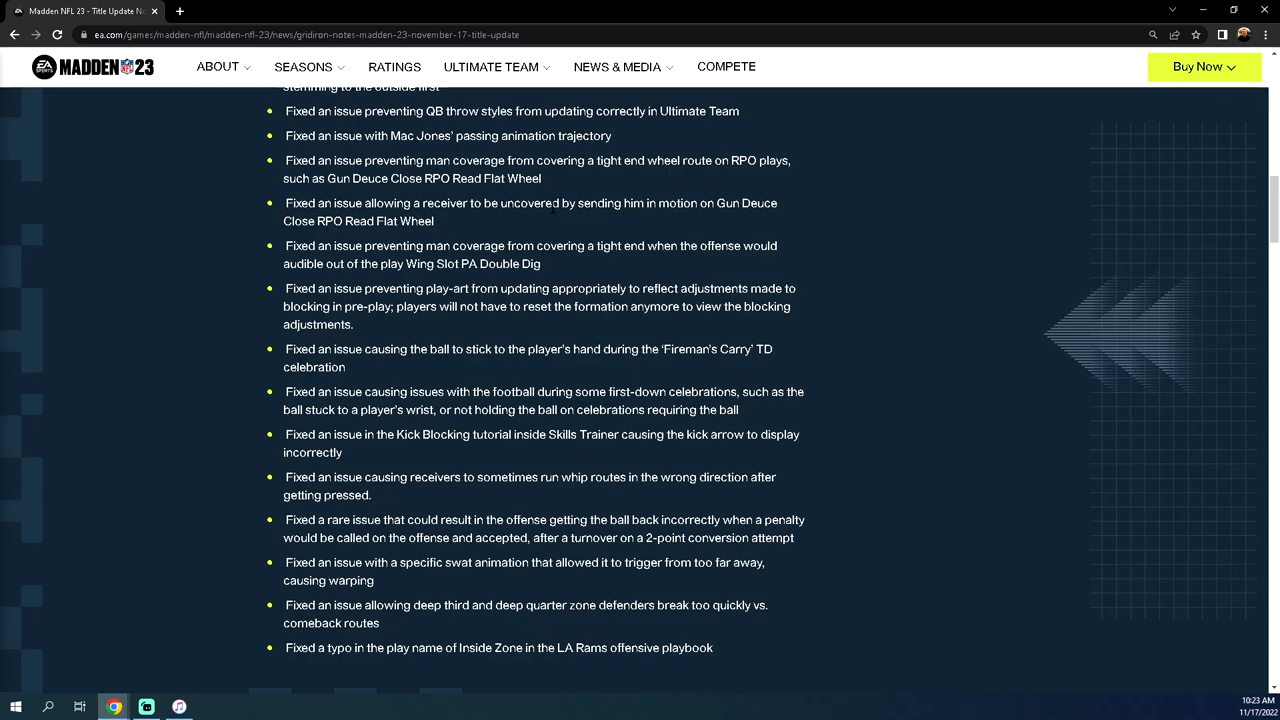 Madden NFL 23 - Title Update No
ea.com/games/madden-nfl/madden-nfl-23/news/gridiron-notes-madden-23-november-17-title-update
EA SPORTS MADDEN NFL 23 ABOUT SEASONS RATINGS ULTIMATE TEAM NEWS & MEDIA COMPETE Buy Now
stemming to the outside first
Fixed an issue preventing QB throw styles from updating correctly in Ultimate Team
Fixed an issue with Mac Jones' passing animation trajectory
Fixed an issue preventing man coverage from covering a tight end wheel route on RPO plays,
such as Gun Deuce Close RPO Read Flat Wheel
Fixed an issue allowing a receiver to be uncovered by sending him in motion on Gun Deuce
Close RPO Read Flat Wheel
Fixed an issue preventing man coverage from covering a tight end when the offense would
audible out of the play Wing Slot PA Double Dig
Fixed an issue preventing play-art from updating appropriately to reflect adjustments made to
blocking in pre-play play will not have to reset the formation anymore to view the blocking
adjustments.
Fixed an issue causing the ball to stick to the player's hand during the 'Fireman's Carry' TD
celebration
Fixed an issue causing issues with the football during some first-down celebrations, such as the
ball stuck to a player's wrist, or not holding the ball on celebrations requiring the ball
Fixed an issue in the Kick Blocking tutorial inside Skills Trainer causing the kick arrow to display
incorrectly
Fixed an issue causing receivers to sometimes run whip routes in the wrong direction after
getting pressed.
Fixed a rare issue that could result in the offense getting the ball back incorrectly when a penalty
would be called on the offense and accepted, after a turnover on a 2-point conversion attempt
Fixed an issue with a specific swat animation that allowed it to trigger from too far away,
causing warping
Fixed an issue allowing deep third and deep quarter zone defenders break too quickly vs.
comeback routes
Fixed a typo in the play name of Inside Zone in the LA Rams offensive playbook
10:23 AM
11/17/2022